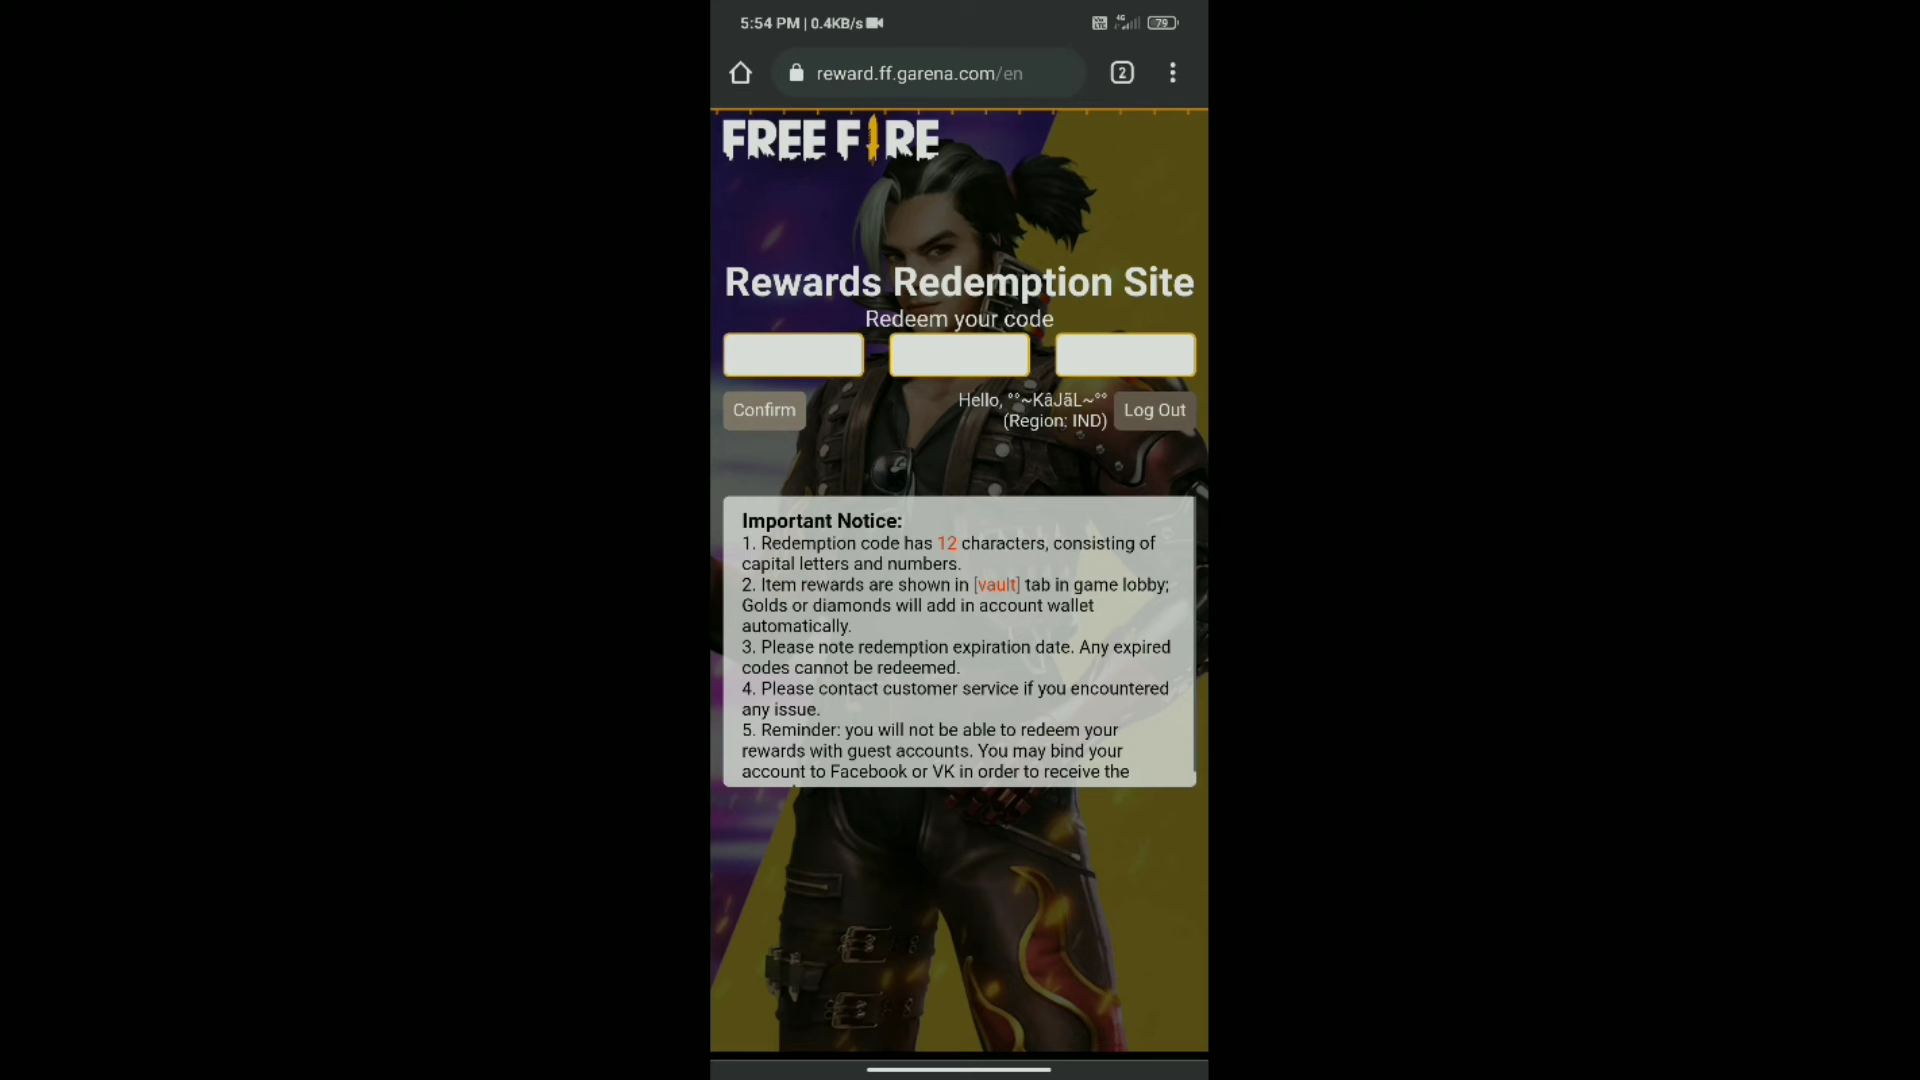 5:54 PM | 0.4KB/s
4G
79
reward.ff.garena.com/en
2
FREE FIRE
Rewards Redemption Site
Redeem your code
Confirm
Hello, °°~KâJãL~°°
(Region: IND)
Log Out
Important Notice:
1. Redemption code has 12 characters, consisting of
capital letters and numbers.
2. Item rewards are shown in [vault] tab in game lobby;
Golds or diamonds will add in account wallet
automatically.
3. Please note redemption expiration date. Any expired
codes cannot be redeemed.
4. Please contact customer service if you encountered
any issue.
5. Reminder: you will not be able to redeem your
rewards with guest accounts. You may bind your
account to Facebook or VK in order to receive the